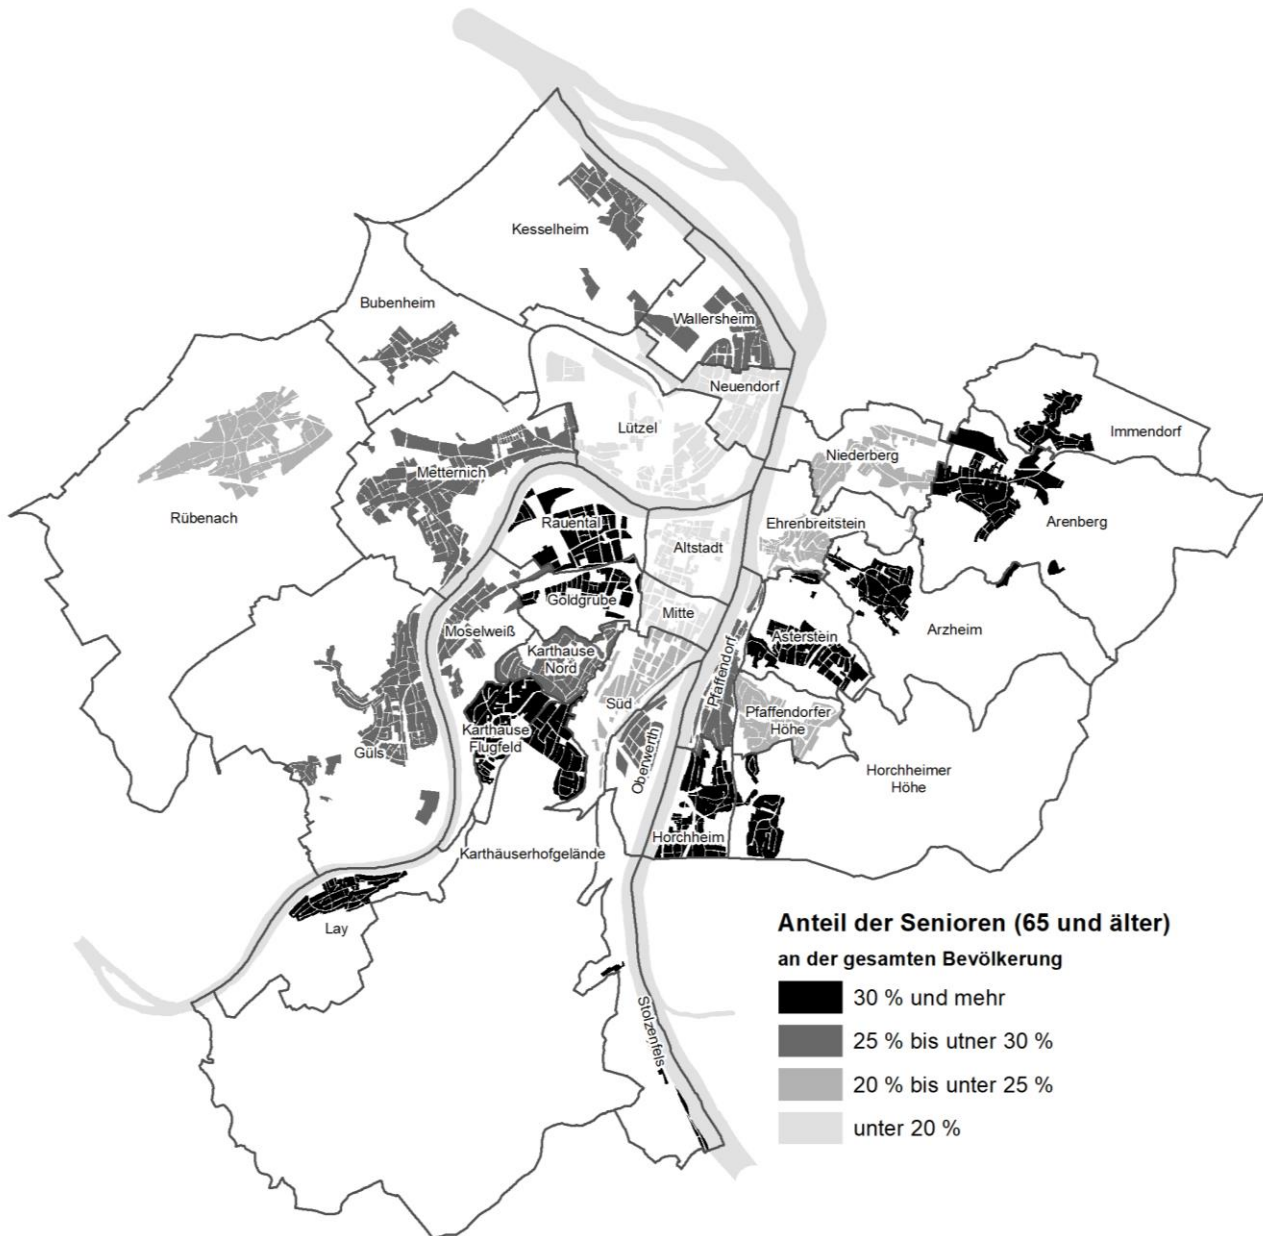 Kesselheim
Bubenheim
Wallersheim
Neuendorf
Lützel
Metternich
Rübenach
Niederberg
Immendorf
Arenberg
Rauental
Altstadt
Ehrenbreitstein
Goldgrube
Mitte
Moselweiß
Asterstein
Arzheim
Karthause
Nord
Süd
Pfaffendorf
Pfaffendorfer
Höhe
Karthause
Flugfeld
Güls
Oberwerth
Horchheimer
Höhe
Horchheim
Karthäuserhofgelände
Lay
Stolzenfels
Anteil der Senioren (65 und älter)
an der gesamten Bevölkerung
30 % und mehr
25 % bis utner 30 %
20 % bis unter 25 %
unter 20 %